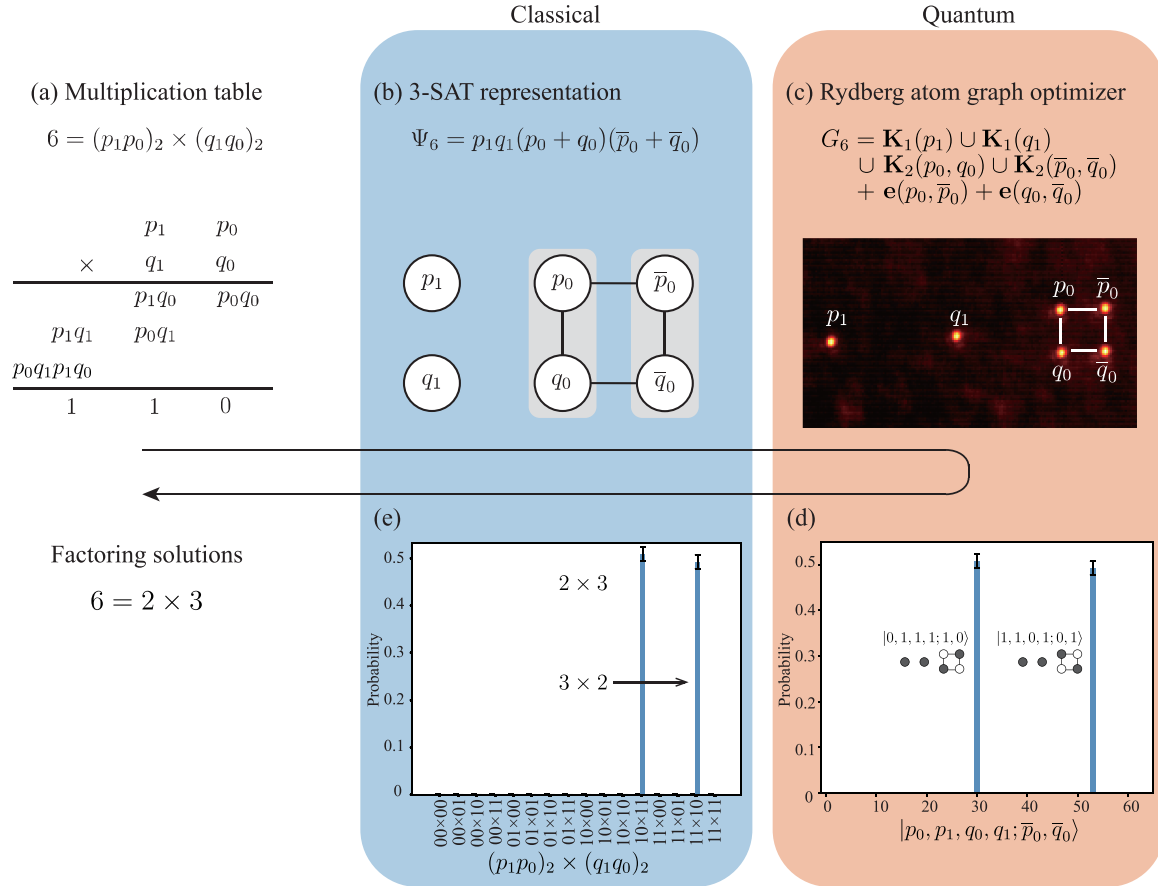 Classical
Quantum
(a) Multiplication table
6 = (p₁p₀)₂ × (q₁q₀)₂
p₁ p₀
× q₁ q₀
p₁q₀ p₀q₀
p₁q₁ p₀q₁
p₀q₁p₁q₀
1 1 0
(b) 3-SAT representation
Ψ₆ = p₁q₁(p₀ + q₀)(p̅₀ + q̅₀)
p₁ p₀ p̅₀
q₁ q₀ q̅₀
(c) Rydberg atom graph optimizer
G₆ = K₁(p₁) ∪ K₁(q₁)
∪ K₂(p₀, q₀) ∪ K₂(p̅₀, q̅₀)
+ e(p₀, p̅₀) + e(q₀, q̅₀)
p₀ p̅₀
p₁ q₁
q₀ q̅₀
Factoring solutions
6 = 2 × 3
(e)
0.5
0.4
0.3
0.2
0.1
0
Probability
2 × 3
3 × 2
00×00
00×01
00×10
00×11
01×00
01×01
01×10
01×11
10×00
10×01
10×10
10×11
11×00
11×01
11×10
11×11
(p₁p₀)₂ × (q₁q₀)₂
(d)
0.5
0.4
0.3
0.2
0.1
0
Probability
|0, 1, 1, 1; 1, 0⟩
|1, 1, 0, 1; 0, 1⟩
0 10 20 30 40 50 60
|p₀, p₁, q₀, q₁; p̅₀, q̅₀⟩